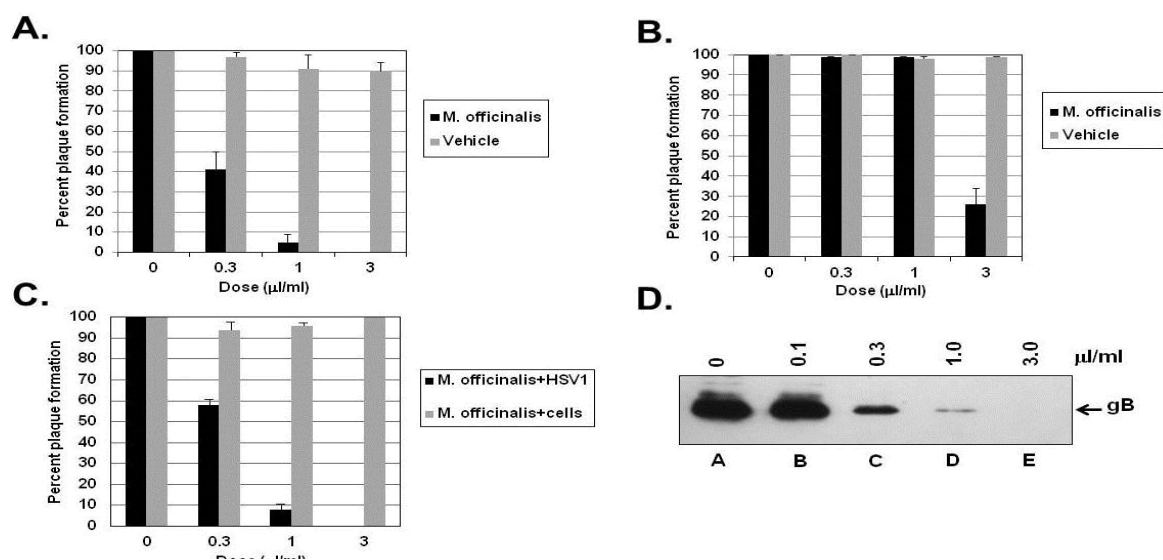 A.
Percent plaque formation
100
90
80
70
60
50
40
30
20
10
0
0 0.3 1 3
Dose (µl/ml)
M. officinalis
Vehicle
B.
Percent plaque formation
100
90
80
70
60
50
40
30
20
10
0
0 0.3 1 3
Dose (µl/ml)
M. officinalis
Vehicle
C.
Percent plaque formation
100
90
80
70
60
50
40
30
20
10
0
0 0.3 1 3
Dose (µl/ml)
M. officinalis+HSV1
M. officinalis+cells
D.
0 0.1 0.3 1.0 3.0 µl/ml
gB
A B C D E